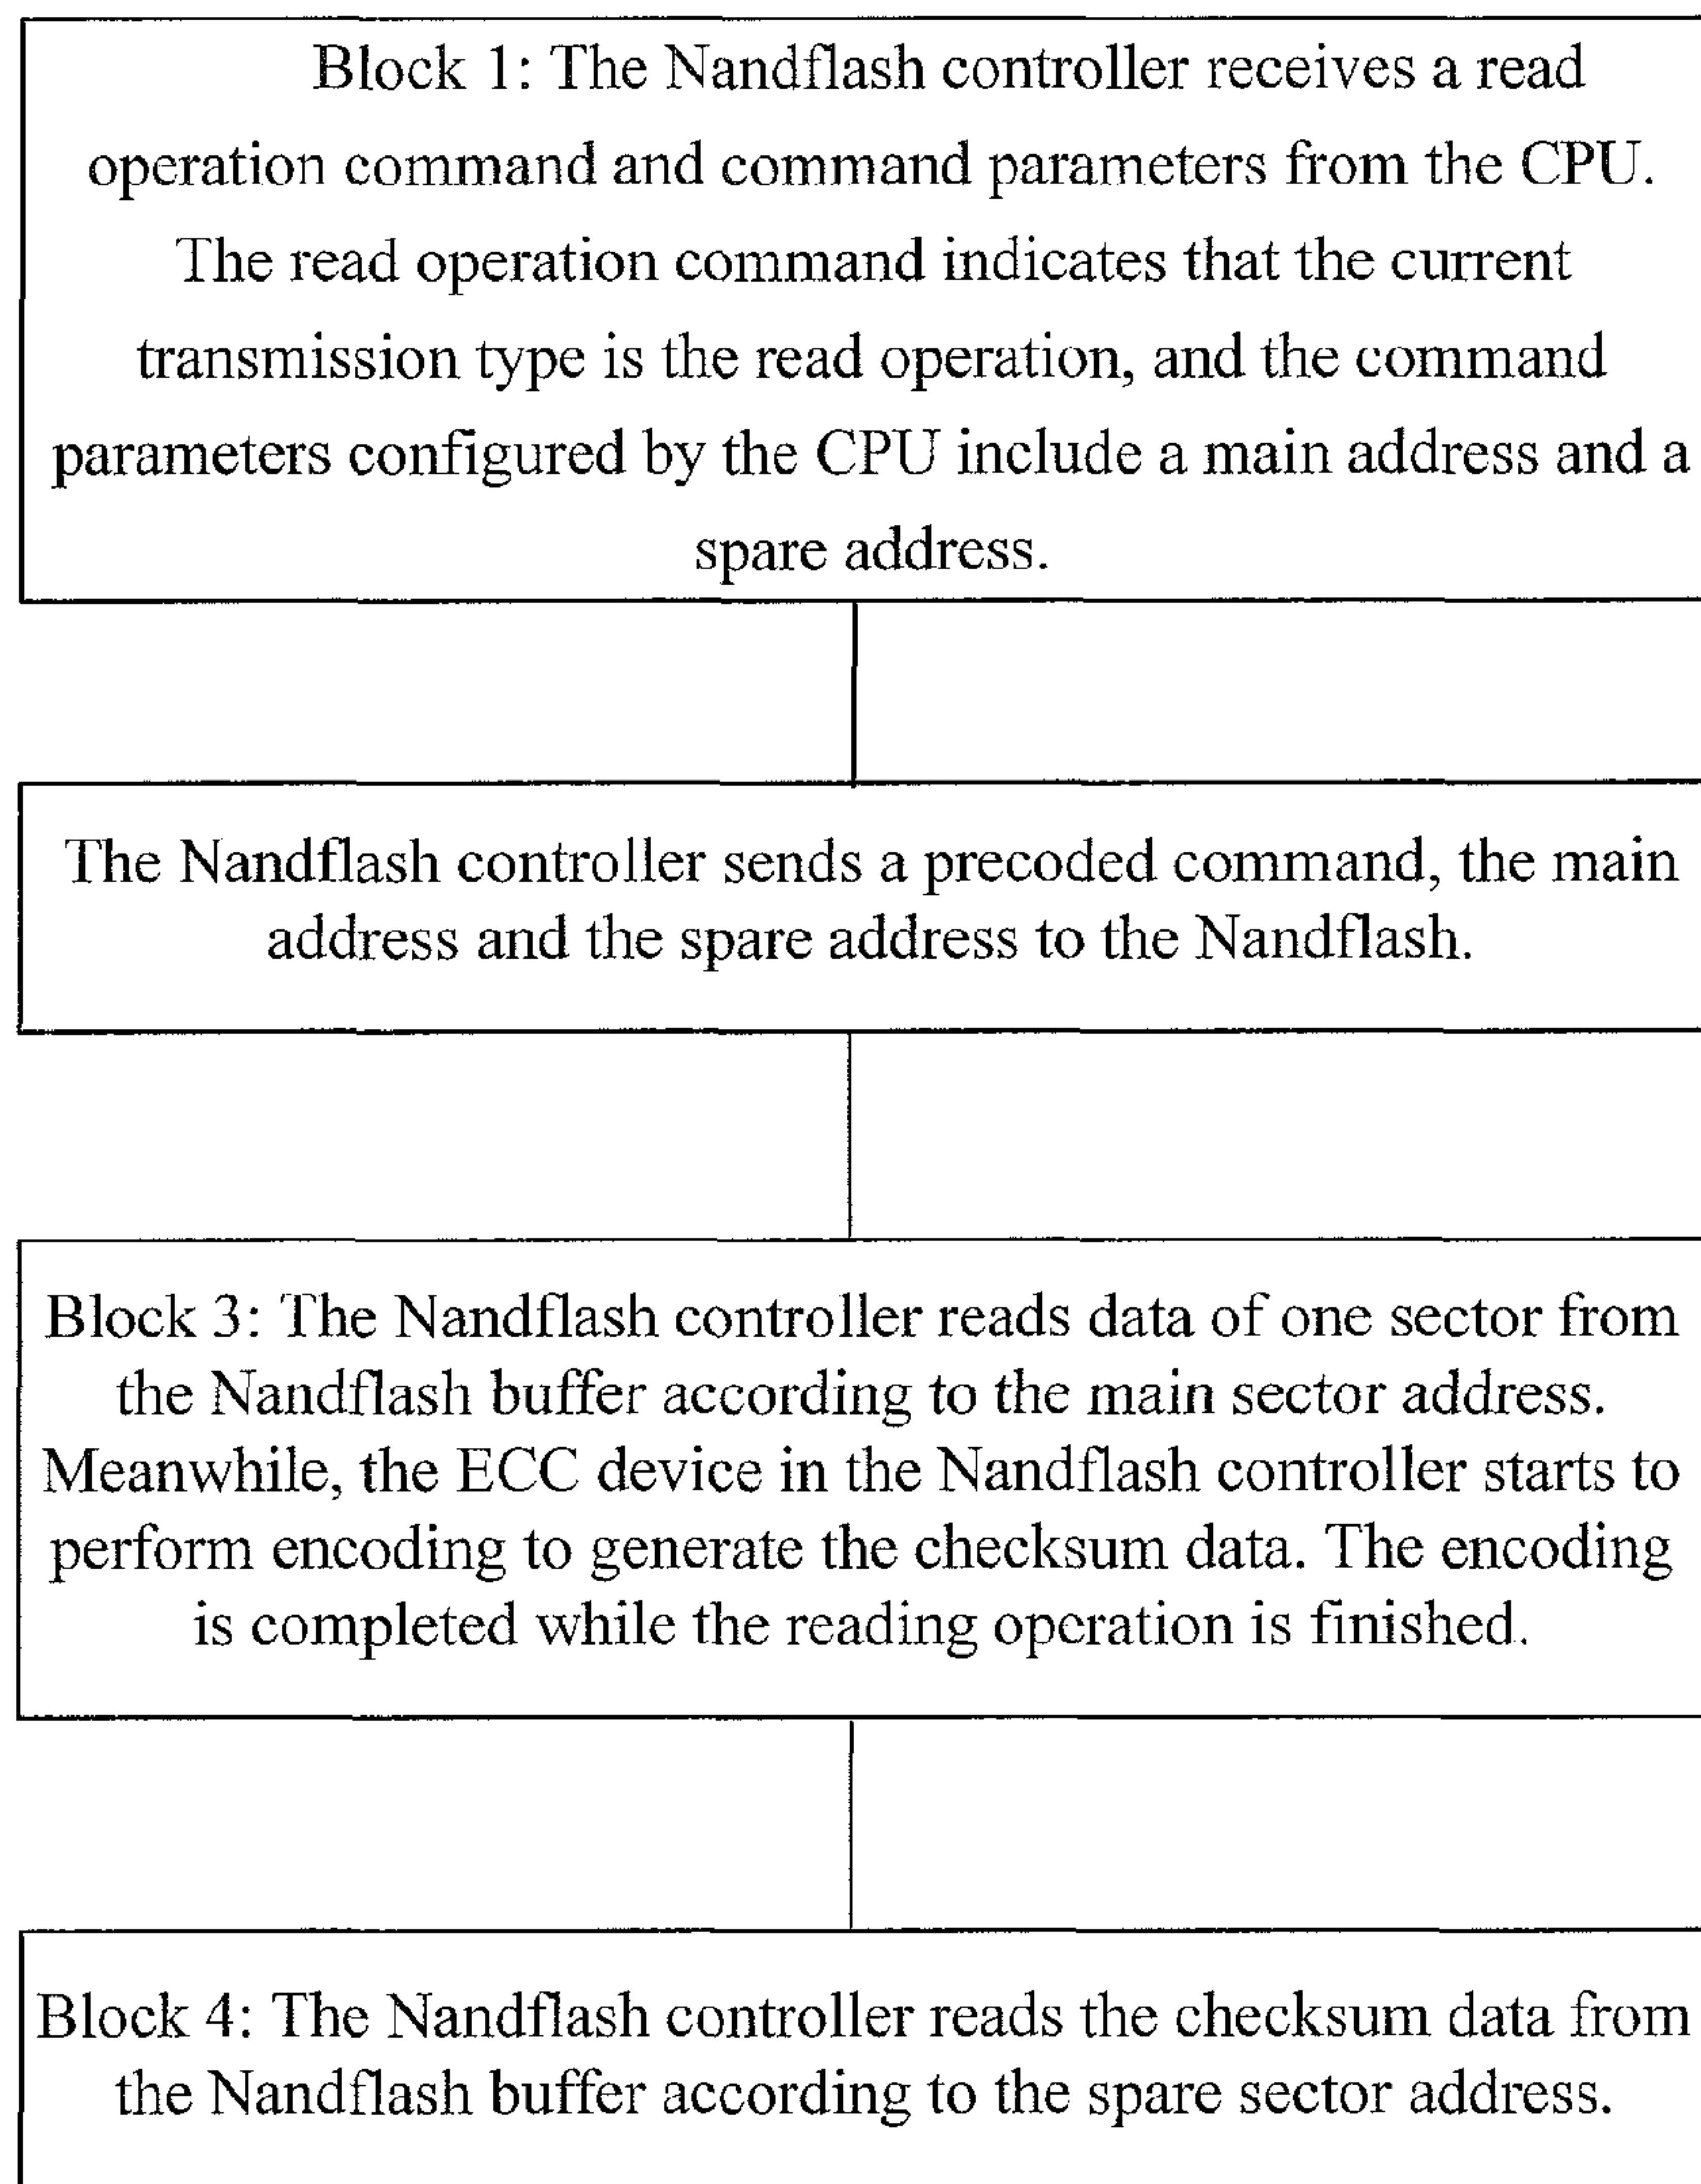 Block 1: The Nandflash controller receives a read
operation command and command parameters from the CPU.
The read operation command indicates that the current
transmission type is the read operation, and the command
parameters configured by the CPU include a main address and a
spare address.
The Nandflash controller sends a precoded command, the main
address and the spare address to the Nandflash.
Block 3: The Nandflash controller reads data of one sector from
the Nandflash buffer according to the main sector address.
Meanwhile, the ECC device in the Nandflash controller starts to
perform encoding to generate the checksum data. The encoding
is completed while the reading operation is finished.
Block 4: The Nandflash controller reads the checksum data from
the Nandflash buffer according to the spare sector address.